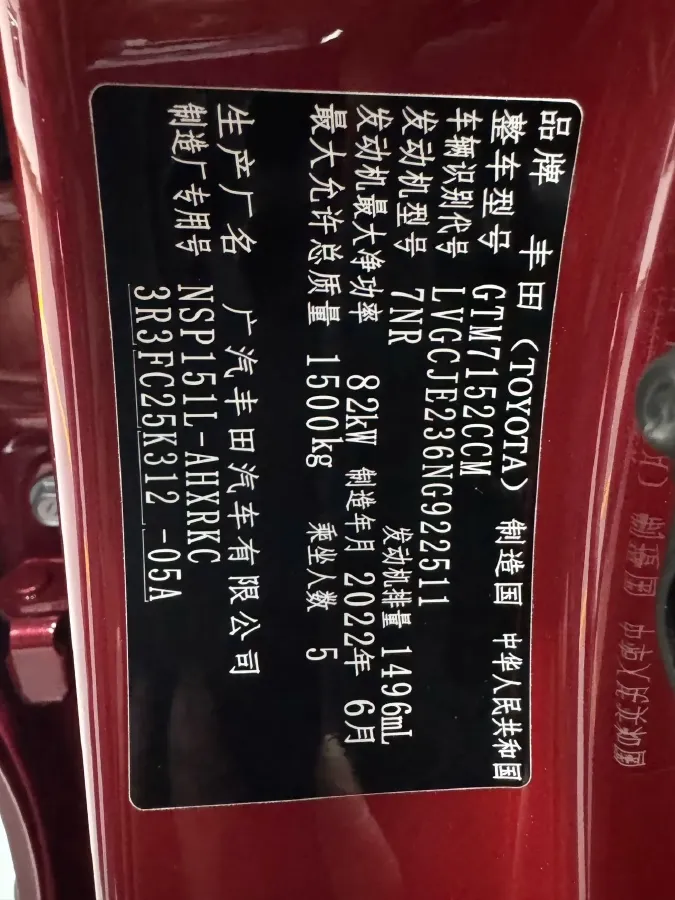 品牌 丰田（TOYOTA） 制造国 中华人民共和国
整车型号 GTM7152CCM
车辆识别代号 LVGCJE236NG922511
发动机型号 7NR 发动机排量 1496mL
发动机最大净功率 82kW 制造年月 2022年 6月
最大允许总质量 1500kg 乘坐人数 5
生产厂名 广汽丰田汽车有限公司
制造厂专用号 NSP151L-AHXRKC
3R3FC25K312 -05A